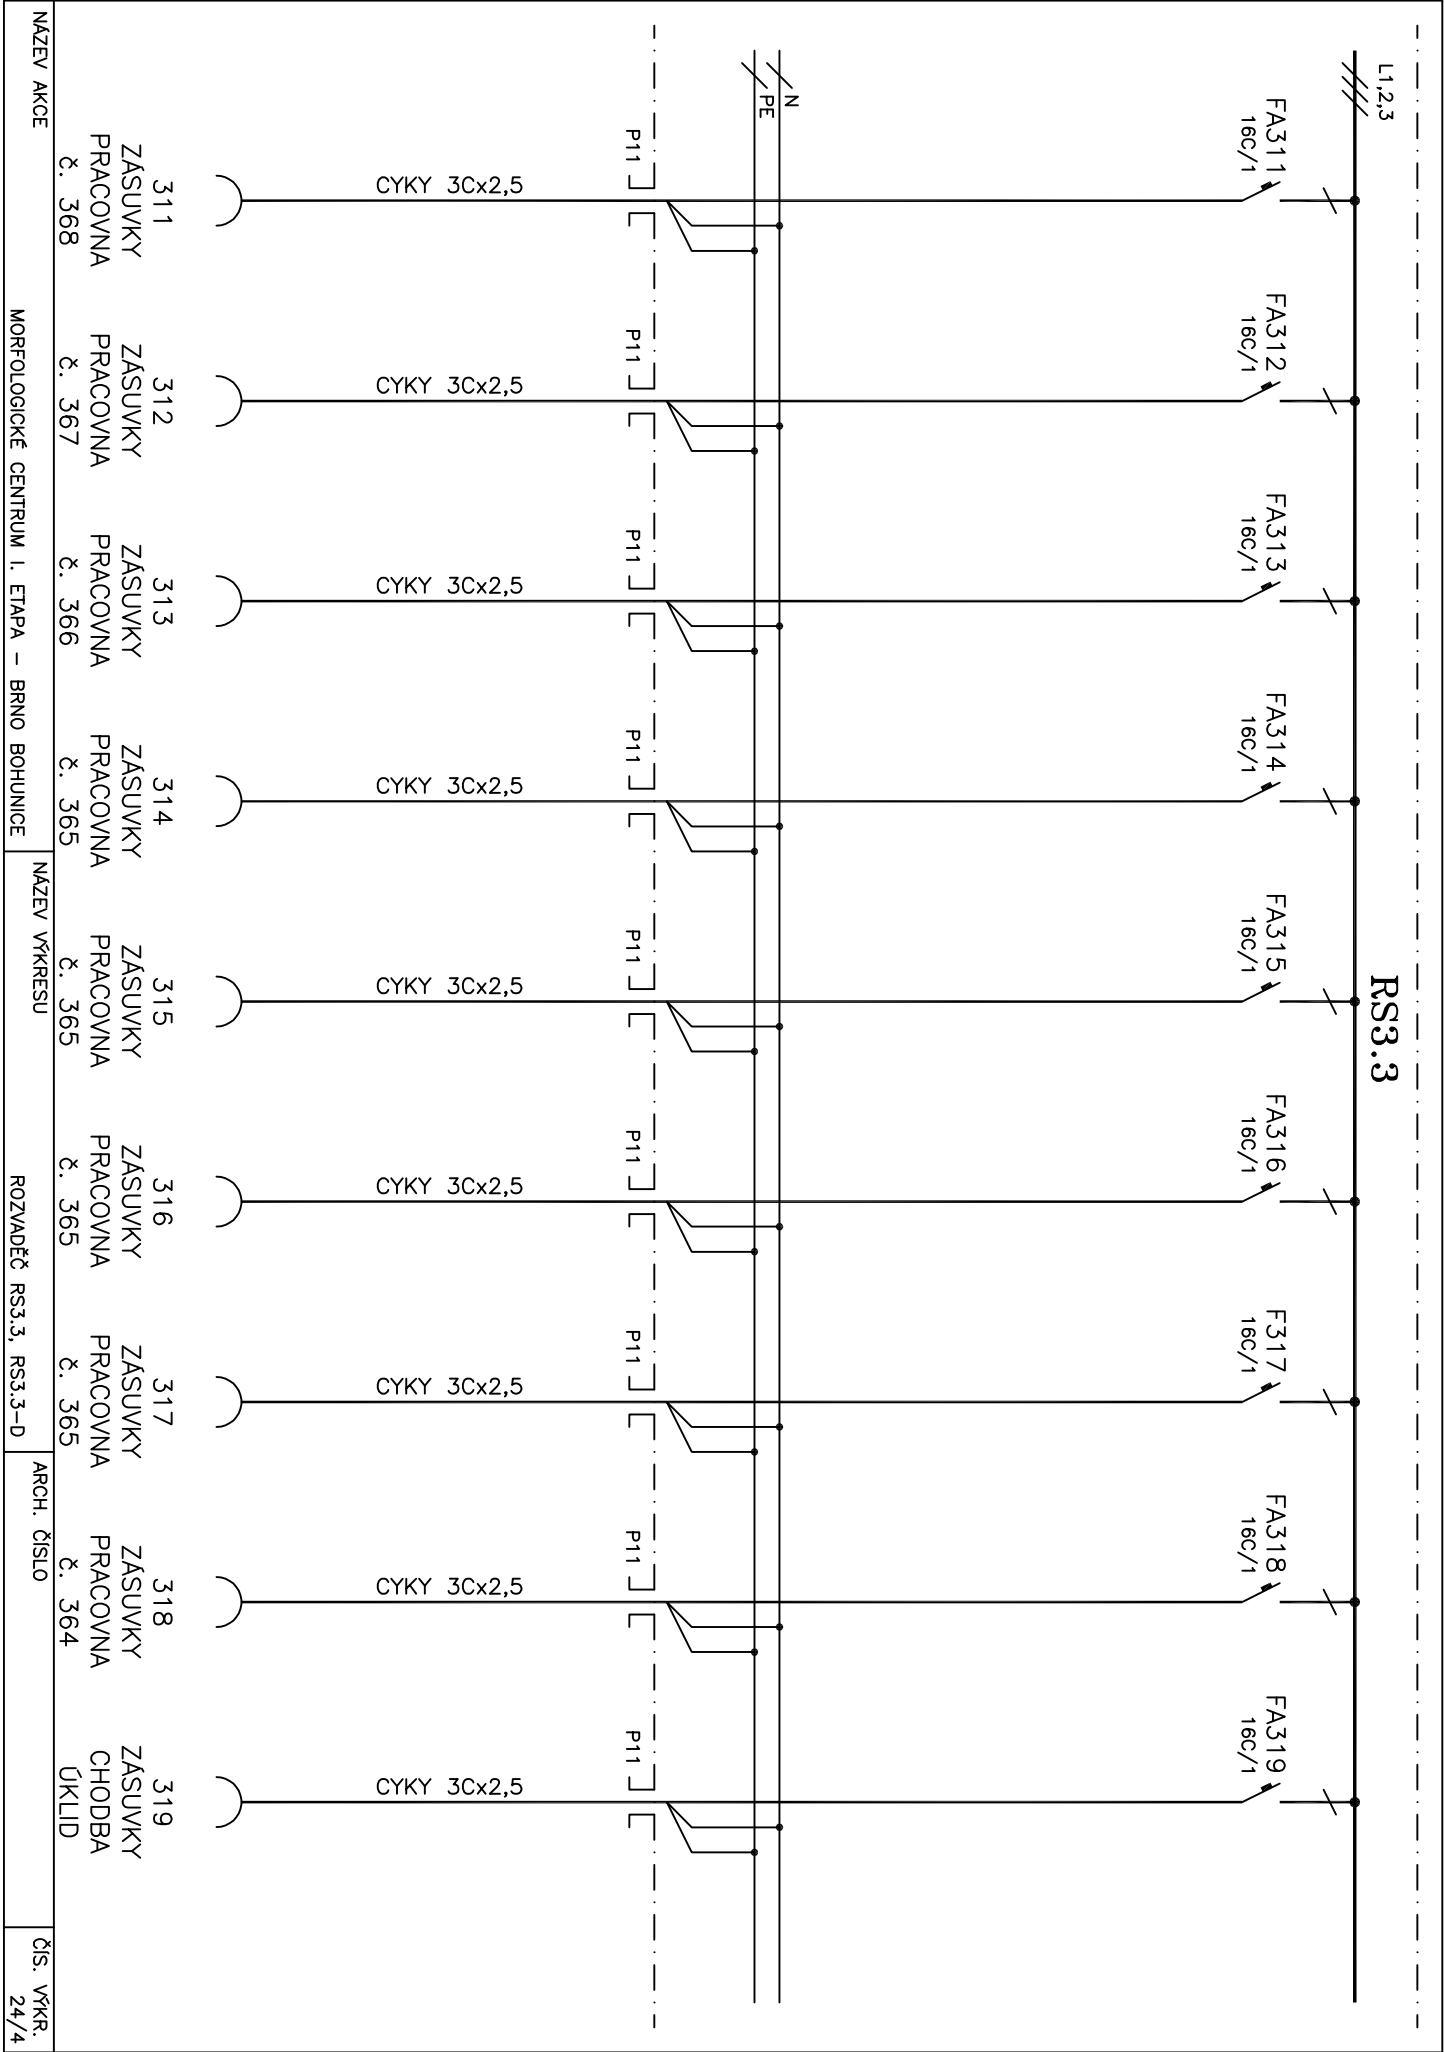 RS3.3
L1,2,3
FA311
16C/1
FA312
16C/1
FA313
16C/1
FA314
16C/1
FA315
16C/1
FA316
16C/1
F317
16C/1
FA318
16C/1
FA319
16C/1
N
PE
P11
P11
P11
P11
P11
P11
P11
P11
P11
CYKY 3Cx2,5
CYKY 3Cx2,5
CYKY 3Cx2,5
CYKY 3Cx2,5
CYKY 3Cx2,5
CYKY 3Cx2,5
CYKY 3Cx2,5
CYKY 3Cx2,5
CYKY 3Cx2,5
311
ZÁSUVKY
PRACOVNA
č. 368
312
ZÁSUVKY
PRACOVNA
č. 367
313
ZÁSUVKY
PRACOVNA
č. 366
314
ZÁSUVKY
PRACOVNA
č. 365
315
ZÁSUVKY
PRACOVNA
č. 365
316
ZÁSUVKY
PRACOVNA
č. 365
317
ZÁSUVKY
PRACOVNA
č. 365
318
ZÁSUVKY
PRACOVNA
č. 364
319
ZÁSUVKY
CHODBA
ÚKLID
NÁZEV AKCE
MORFOLOGICKÉ CENTRUM I. ETAPA – BRNO BOHUNICE
NÁZEV VÝKRESU
ROZVADĚČ RS3.3, RS3.3–D
ARCH. ČÍSLO
ČÍS. VÝKR.
24/4